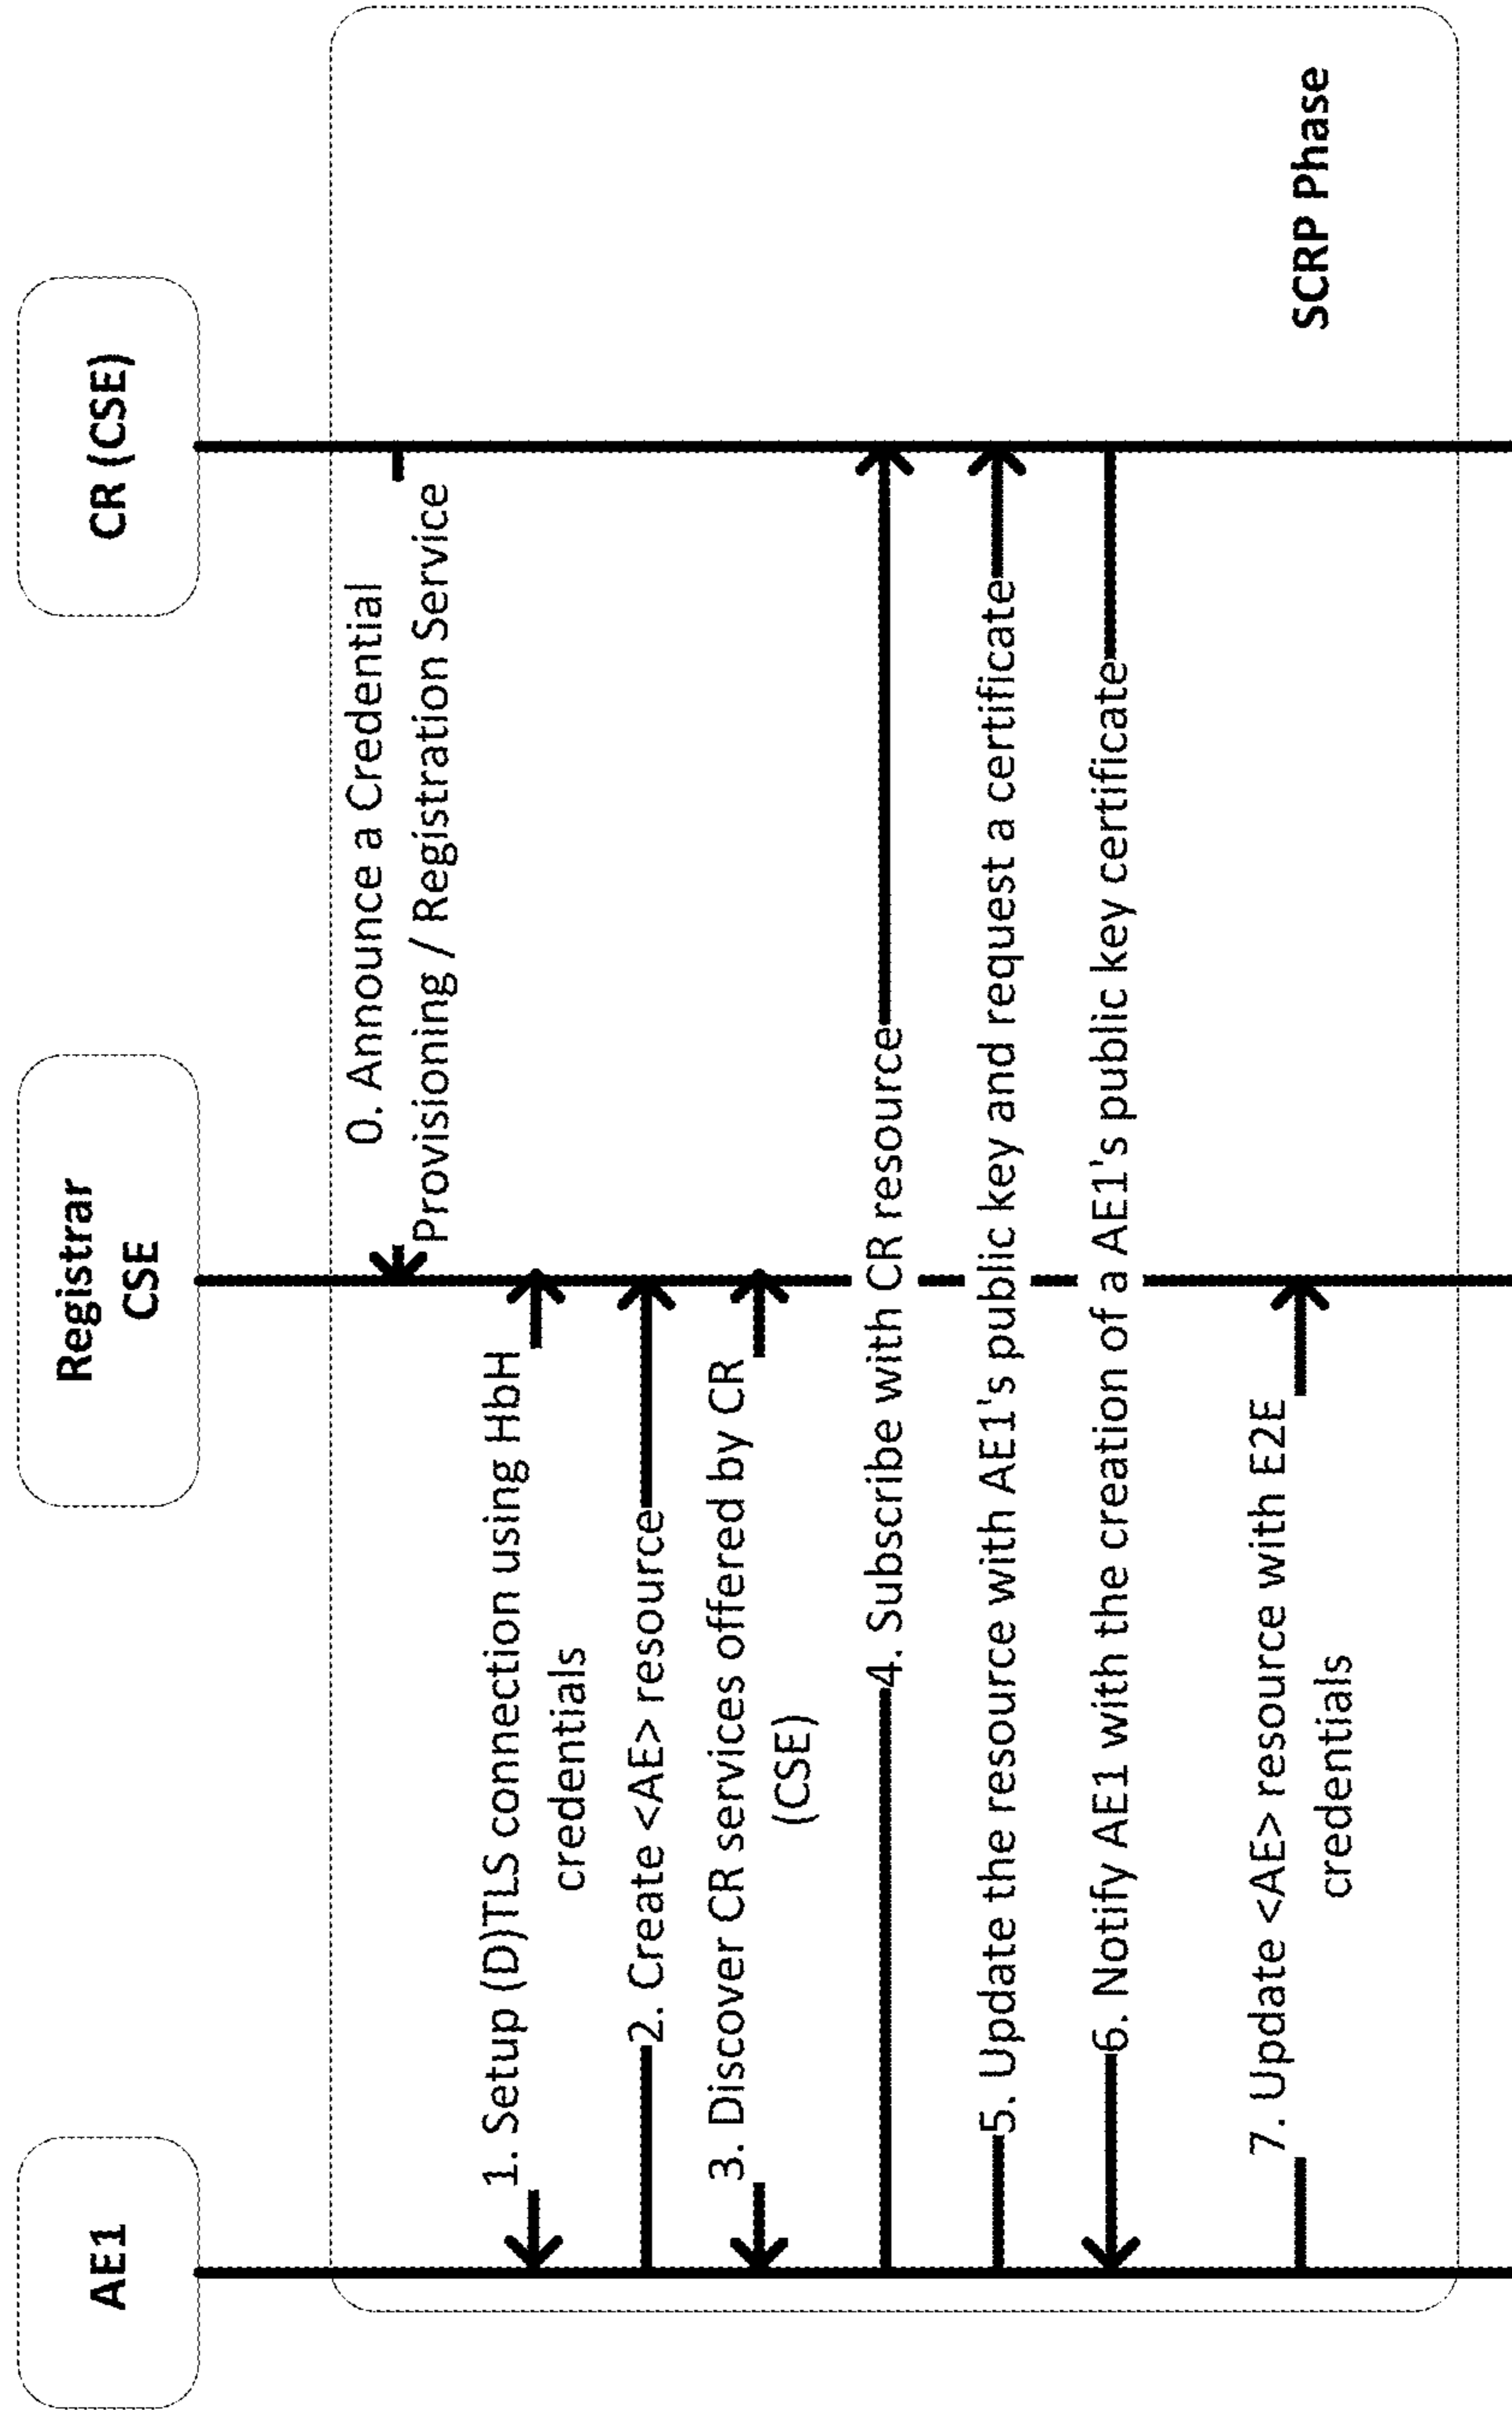 AE1
Registrar
CSE
CR (CSE)
0. Announce a Credential
Provisioning / Registration Service
1. Setup (D)TLS connection using HbH
credentials
2. Create <AE> resource
3. Discover CR services offered by CR
(CSE)
4. Subscribe with CR resource
5. Update the resource with AE1's public key and request a certificate
6. Notify AE1 with the creation of a AE1's public key certificate
7. Update <AE> resource with E2E
credentials
SCRP Phase